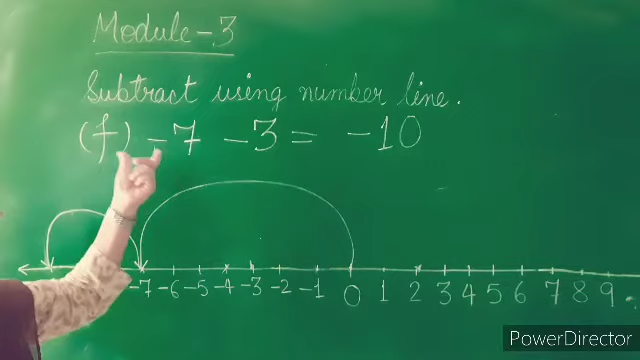 Module-3
Subtract using number line.
(f) -7 -3 = -10
-7 -6 -5 -4 -3 -2 -1 0 1 2 3 4 5 6 7 8 9
PowerDirector